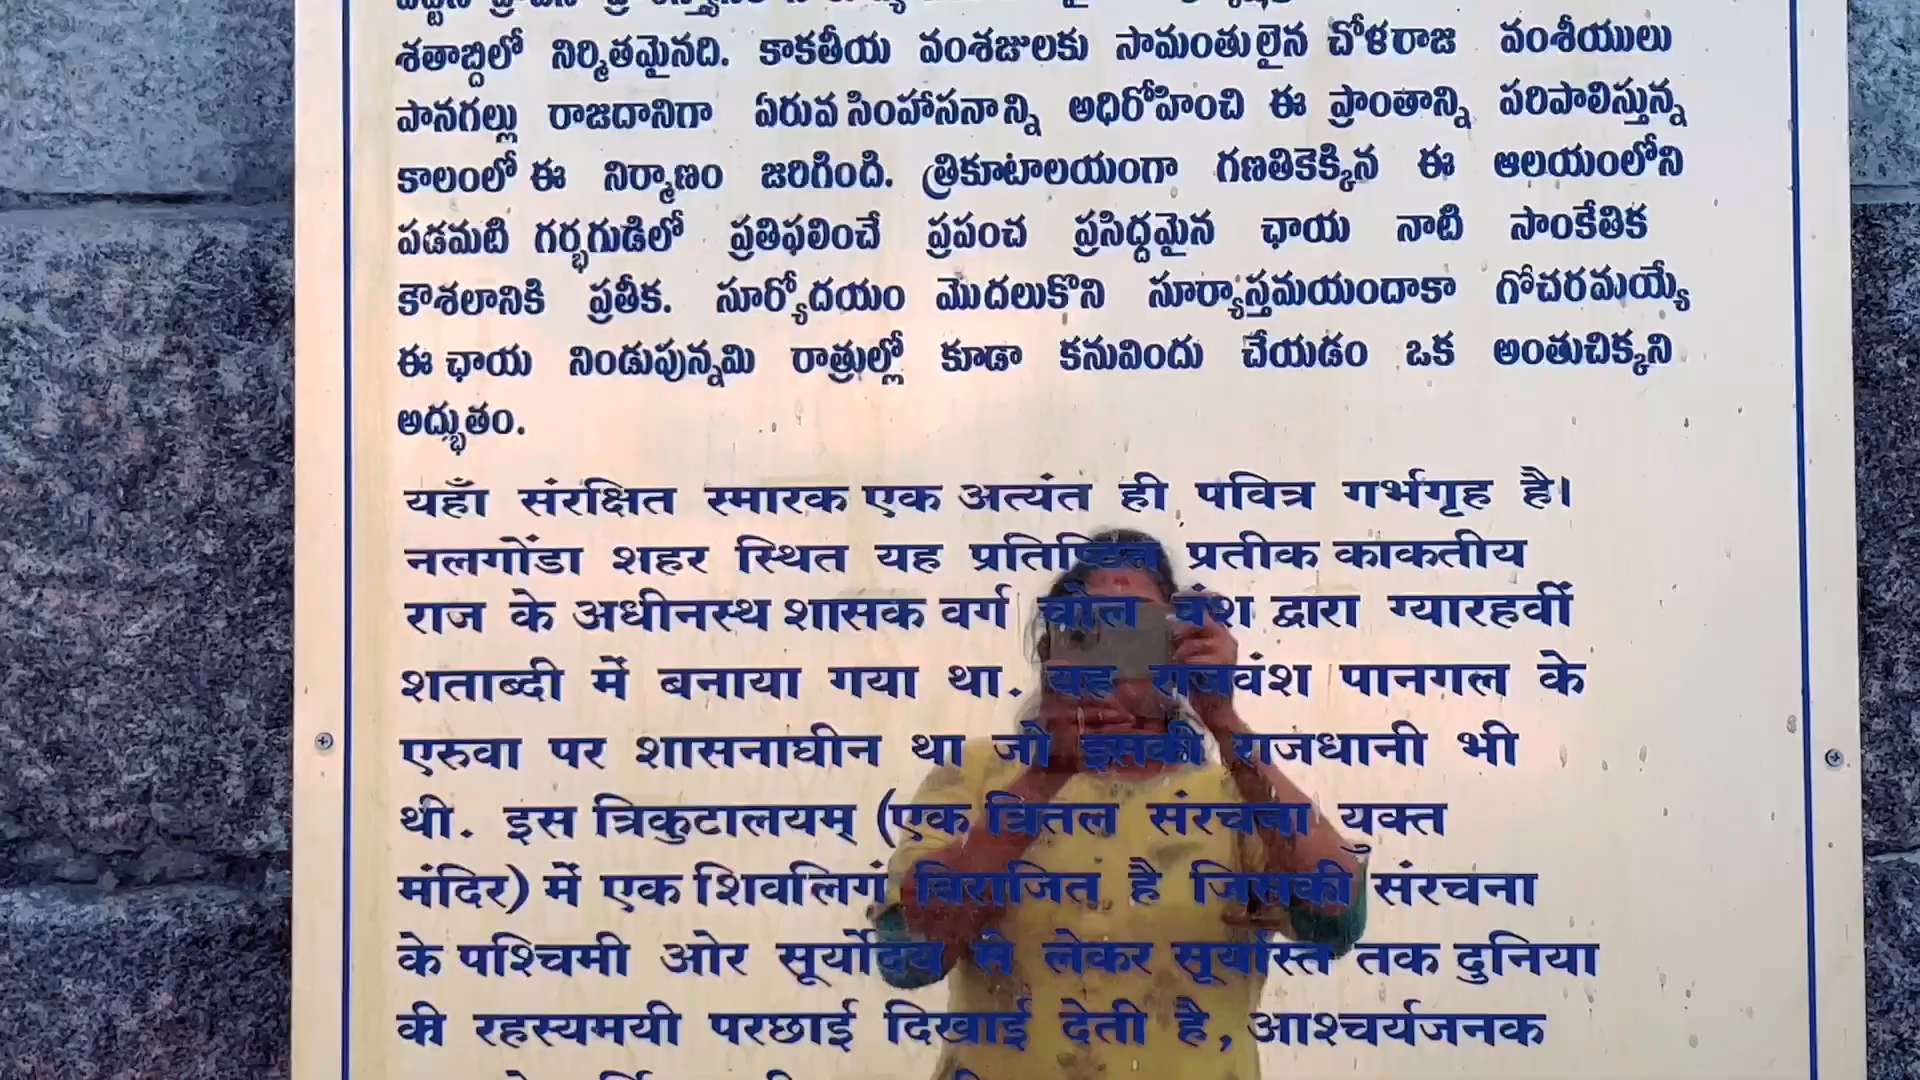 శతాబ్దిలో నిర్మితమైనది. కాకతీయ వంశజులకు సామంతులైన చోళరాజ వంశీయులు
పానగల్లు రాజదానిగా ఏరువ సింహాసనాన్ని అధిరోహించి ఈ ప్రాంతాన్ని పరిపాలిస్తున్న
కాలంలో ఈ నిర్మాణం జరిగింది. త్రికూటాలయంగా గణతికెక్కిన ఈ ఆలయంలోని
పడమటి గర్భగుడిలో ప్రతిఫలించే ప్రపంచ ప్రసిద్ధమైన ఛాయ నాటి సాంకేతిక
కౌశలానికి ప్రతీక. సూర్యోదయం మొదలుకొని సూర్యాస్తమయందాకా గోచరమయ్యే
ఈ ఛాయ నిండుపున్నమి రాత్రుల్లో కూడా కనువిందు చేయడం ఒక అంతుచిక్కని
అద్భుతం.
यहाँ संरक्षित स्मारक एक अत्यंत ही पवित्र गर्भगृह है।
नलगोंडा शहर स्थित यह प्रतिष्टित प्रतीक काकतीय
राज के अधीनस्थ शासक वर्ग चोल वंश द्वारा ग्यारहवीं
शताब्दी में बनाया गया था. यह राजवंश पानगल के
एरुवा पर शासनाघीन था जो इसकी राजधानी भी
थी. इस त्रिकुटालयम् (एक त्रितल संरचना युक्त
मंदिर) में एक शिवलिगं विराजित है जिसकी संरचना
के पश्चिमी ओर सूर्योदय से लेकर सूर्यास्त तक दुनिया
की रहस्यमयी परछाई दिखाई देती है, आश्चर्यजनक